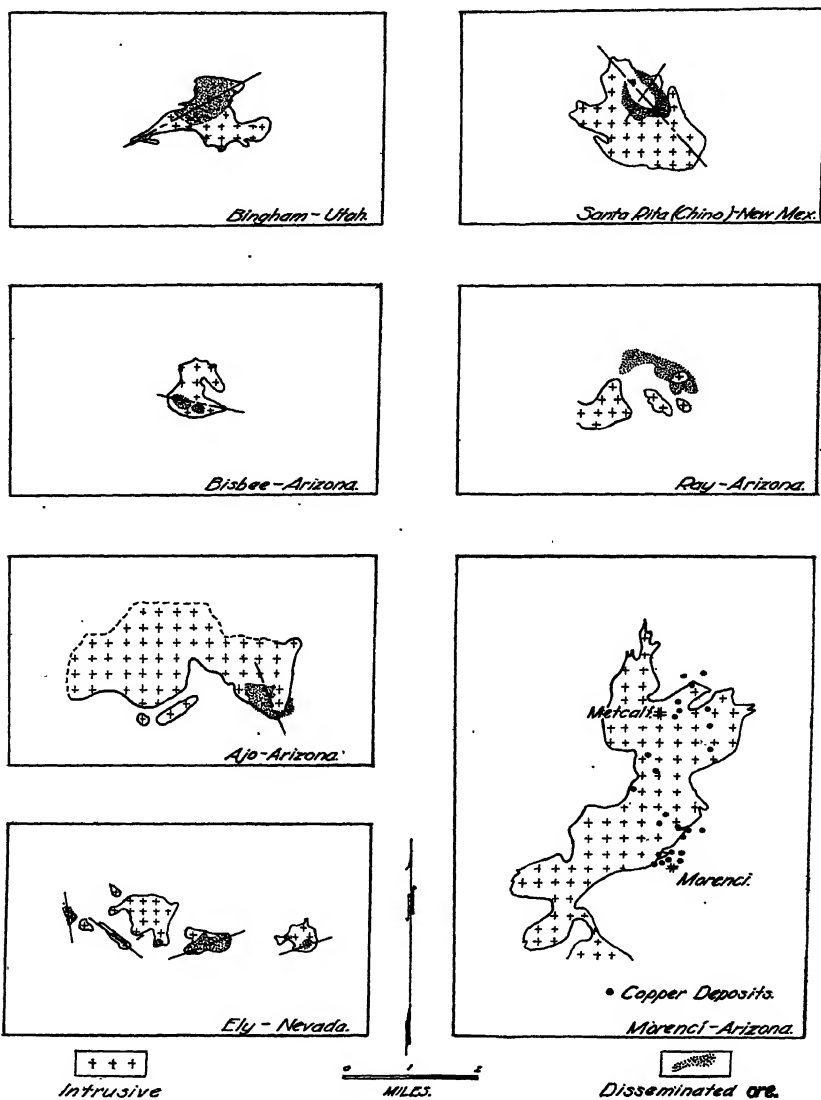 Bingham - Utah.
Santa Rita (Chino) - New Mex.
Bisbee - Arizona.
Ray - Arizona.
Ajo - Arizona.
Metcalf.
Morenci.
• Copper Deposits.
Morenci - Arizona.
Ely - Nevada.
Intrusive
0 1 2
MILES.
Disseminated ore.